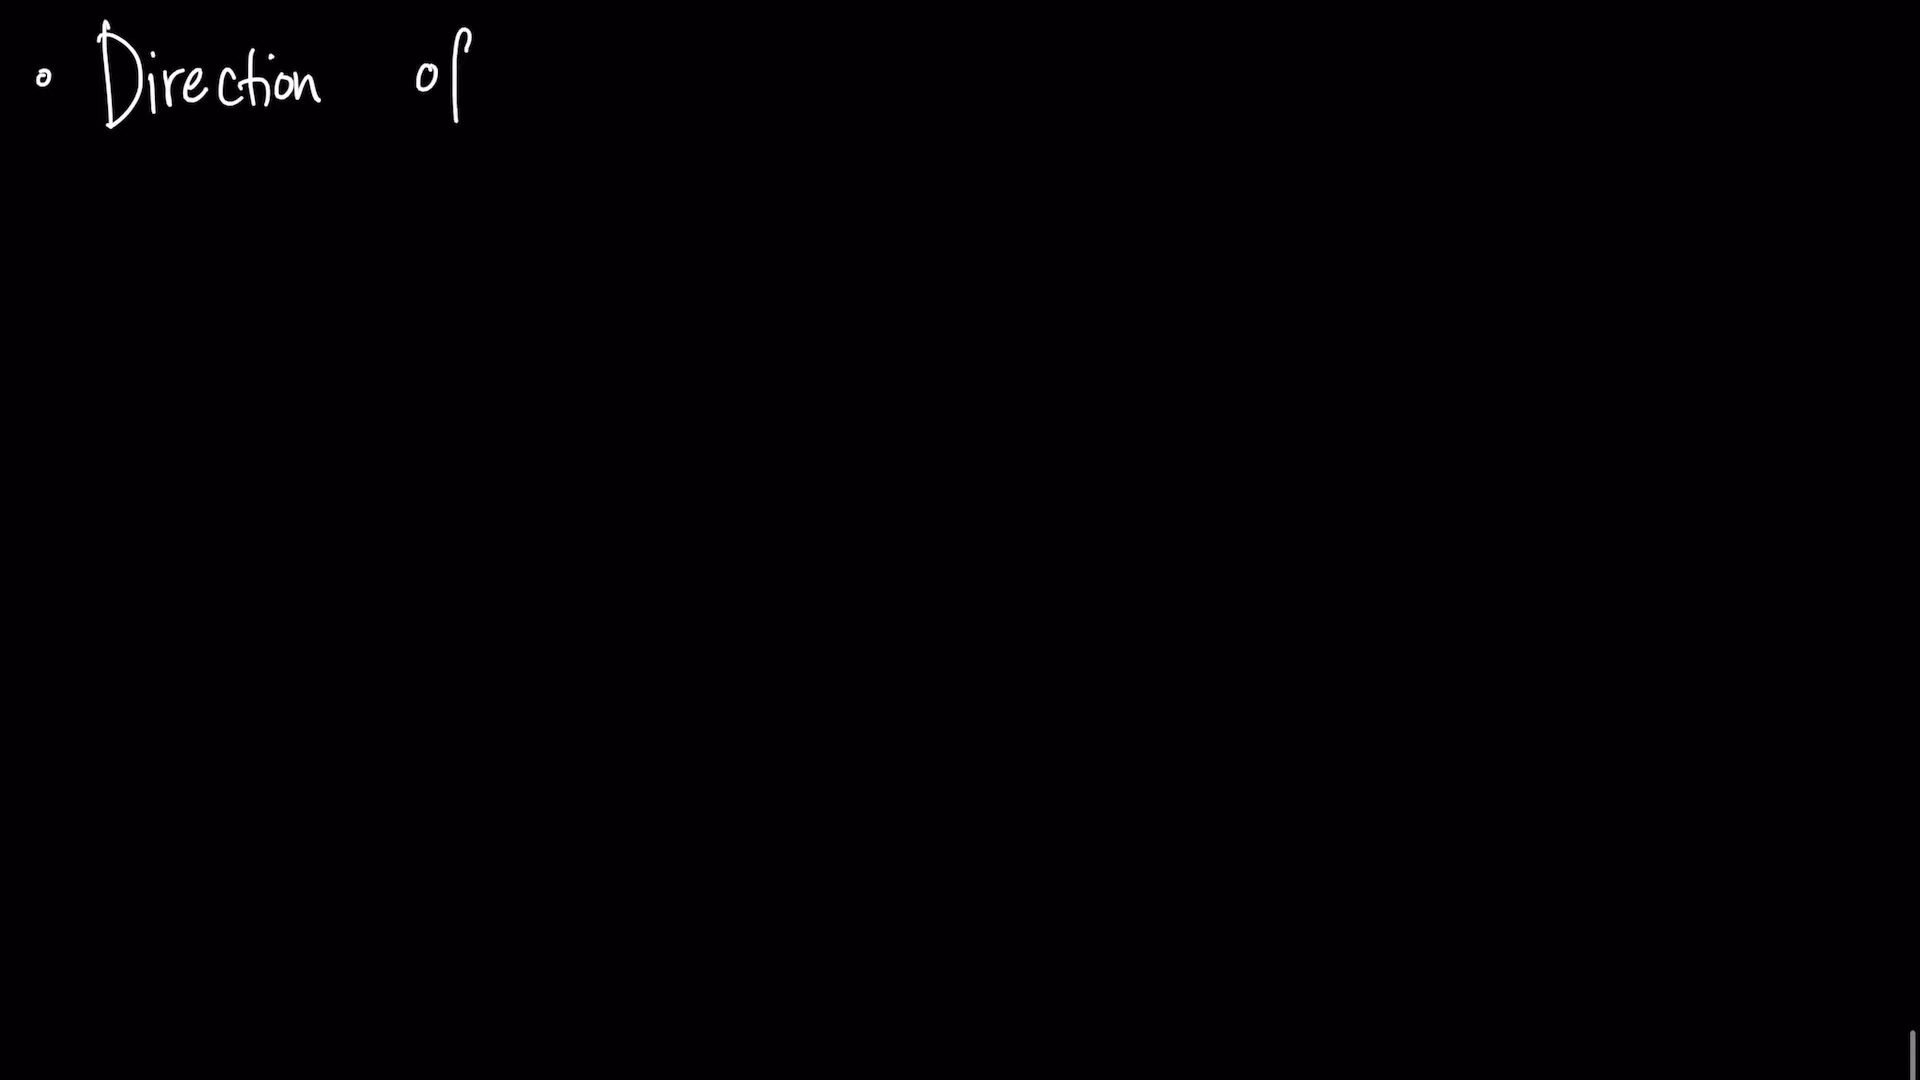 • Direction of